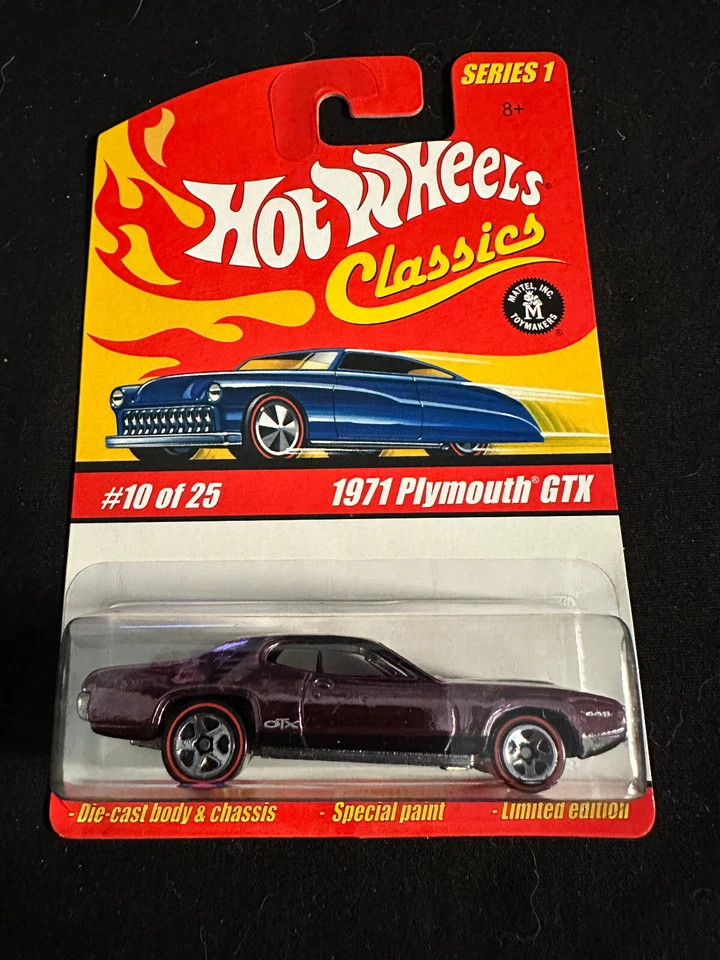 SERIES 1
8+
Hot Wheels®
Classics
MATTEL, INC.
M
TOYMAKERS
®
#10 of 25
1971 Plymouth® GTX
GTX
- Die-cast body & chassis - Special paint - Limited edition